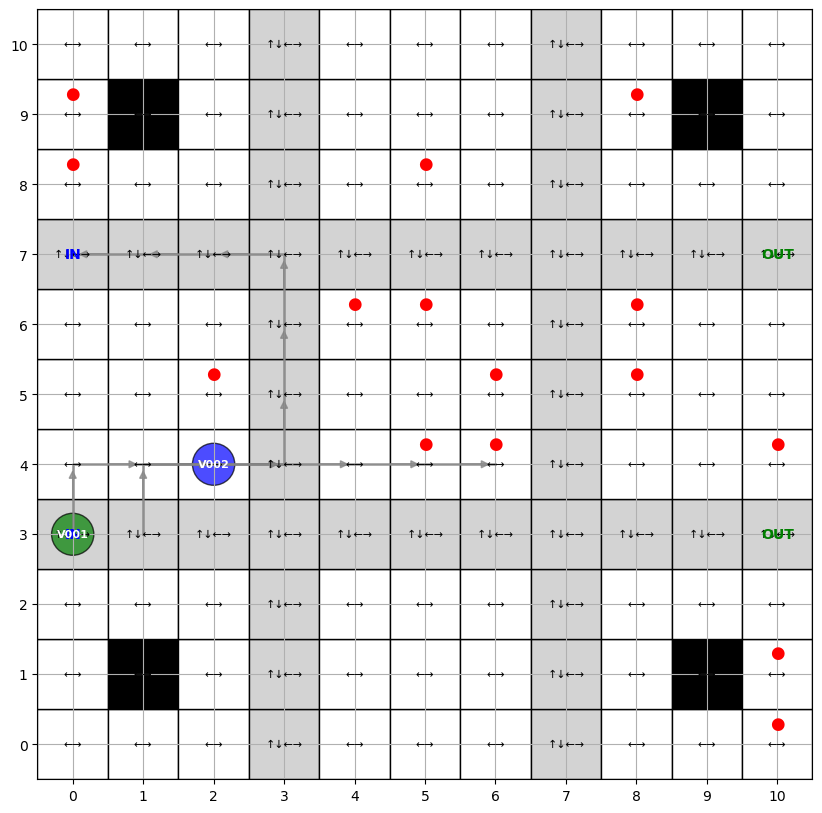 10 ←→ ←→ ←→ ↑↓←→ ←→ ←→ ←→ ↑↓←→ ←→ ←→ ←→
9 ←→ ←→ ↑↓←→ ←→ ←→ ←→ ↑↓←→ ←→ ←→
8 ←→ ←→ ←→ ↑↓←→ ←→ ←→ ←→ ↑↓←→ ←→ ←→ ←→
7 IN ↑↓←→ ↑↓←→ ↑↓←→ ↑↓←→ ↑↓←→ ↑↓←→ ↑↓←→ ↑↓←→ ↑↓←→ OUT
6 ←→ ←→ ←→ ↑↓←→ ←→ ←→ ←→ ↑↓←→ ←→ ←→ ←→
5 ←→ ←→ ←→ ↑↓←→ ←→ ←→ ←→ ↑↓←→ ←→ ←→ ←→
4 ←→ ←→ V002 ↑↓←→ ←→ ←→ ←→ ↑↓←→ ←→ ←→ ←→
3 V001 ↑↓←→ ↑↓←→ ↑↓←→ ↑↓←→ ↑↓←→ ↑↓←→ ↑↓←→ ↑↓←→ ↑↓←→ OUT
2 ←→ ←→ ←→ ↑↓←→ ←→ ←→ ←→ ↑↓←→ ←→ ←→ ←→
1 ←→ ←→ ↑↓←→ ←→ ←→ ←→ ↑↓←→ ←→ ←→
0 ←→ ←→ ←→ ↑↓←→ ←→ ←→ ←→ ↑↓←→ ←→ ←→ ←→
0 1 2 3 4 5 6 7 8 9 10